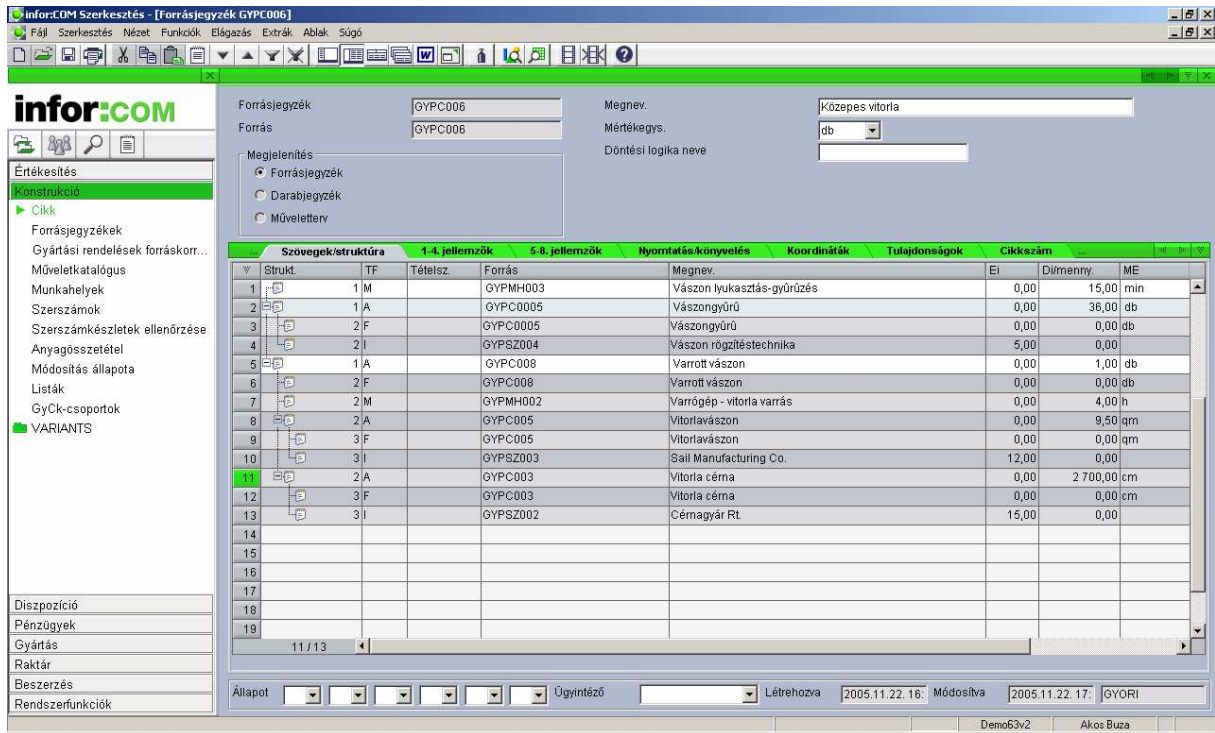 infor:COM Szerkesztés - [Forrásjegyzék GYPC006]
Fájl Szerkesztés Nézet Funkciók Elágazás Extrák Ablak Súgó
infor:COM
Értékesítés
Konstrukció
Cikk
Forrásjegyzékek
Gyártási rendelések forráskorr...
Műveletkatalógus
Munkahelyek
Szerszámok
Szerszámkészletek ellenőrzése
Anyagösszetétel
Módosítás állapota
Listák
GyCk-csoportok
VARIANTS
Diszpozíció
Pénzügyek
Gyártás
Raktár
Beszerzés
Rendszerfunkciók
Forrásjegyzék GYPC006 Megnev. Közepes vitorla
Forrás GYPC006 Mértékegys. db
Döntési logika neve
Megjelenítés
Forrásjegyzék
Darabjegyzék
Műveletterv
... Szövegek/struktúra 1-4. jellemzõk 5-8. jellemzõk Nyomtatás/könyvelés Koordináták Tulajdonságok Cikkszám ...
Strukt. TF Tételsz. Forrás Megnev. Ei Di/menny. ME
1 1 M GYPMH003 Vászon lyukasztás-gyûrûzés 0,00 15,00 min
2 1 A GYPC0005 Vászongyûrû 0,00 36,00 db
3 2 F GYPC0005 Vászongyûrû 0,00 0,00 db
4 2 I GYPSZ004 Vászon rögzítéstechnika 5,00 0,00
5 1 A GYPC008 Varrott vászon 0,00 1,00 db
6 2 F GYPC008 Varrott vászon 0,00 0,00 db
7 2 M GYPMH002 Varrógép - vitorla varrás 0,00 4,00 h
8 2 A GYPC005 Vitorlavászon 0,00 9,50 qm
9 3 F GYPC005 Vitorlavászon 0,00 0,00 qm
10 3 I GYPSZ003 Sail Manufacturing Co. 12,00 0,00
11 2 A GYPC003 Vitorla cérna 0,00 2 700,00 cm
12 3 F GYPC003 Vitorla cérna 0,00 0,00 cm
13 3 I GYPSZ002 Cérnagyár Rt. 15,00 0,00
14
15
16
17
18
19
11 / 13
Állapot Ügyintéző Létrehozva 2005.11.22. 16: Módosítva 2005.11.22. 17: GYORI
Demo63v2 Akos Buza